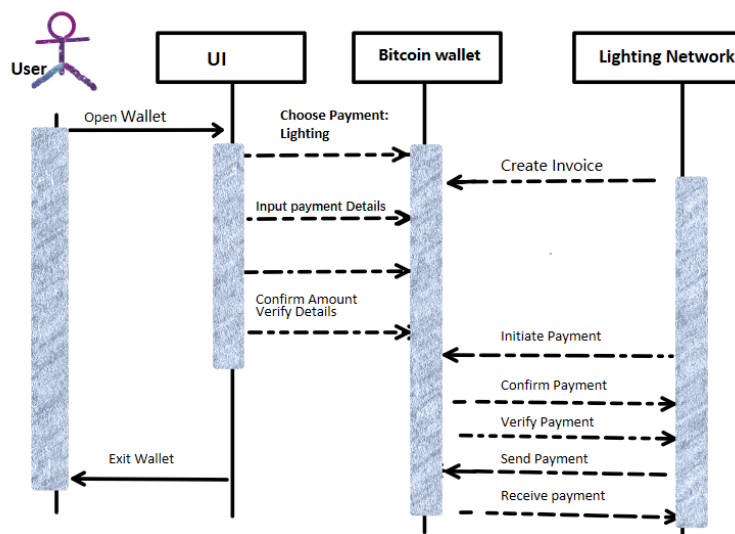 User
UI
Bitcoin wallet
Lighting Network
Open Wallet
Choose Payment:
Lighting
Create Invoice
Input payment Details
Confirm Amount
Verify Details
Initiate Payment
Confirm Payment
Verify Payment
Exit Wallet
Send Payment
Receive payment